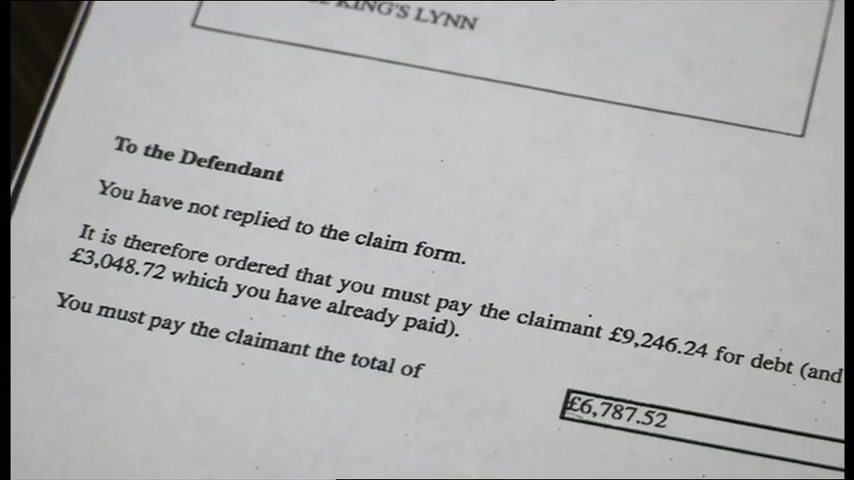 KING'S LYNN
To the Defendant
You have not replied to the claim form.
It is therefore ordered that you must pay the claimant £9,246.24 for debt (and
£3,048.72 which you have already paid).
You must pay the claimant the total of
£6,787.52